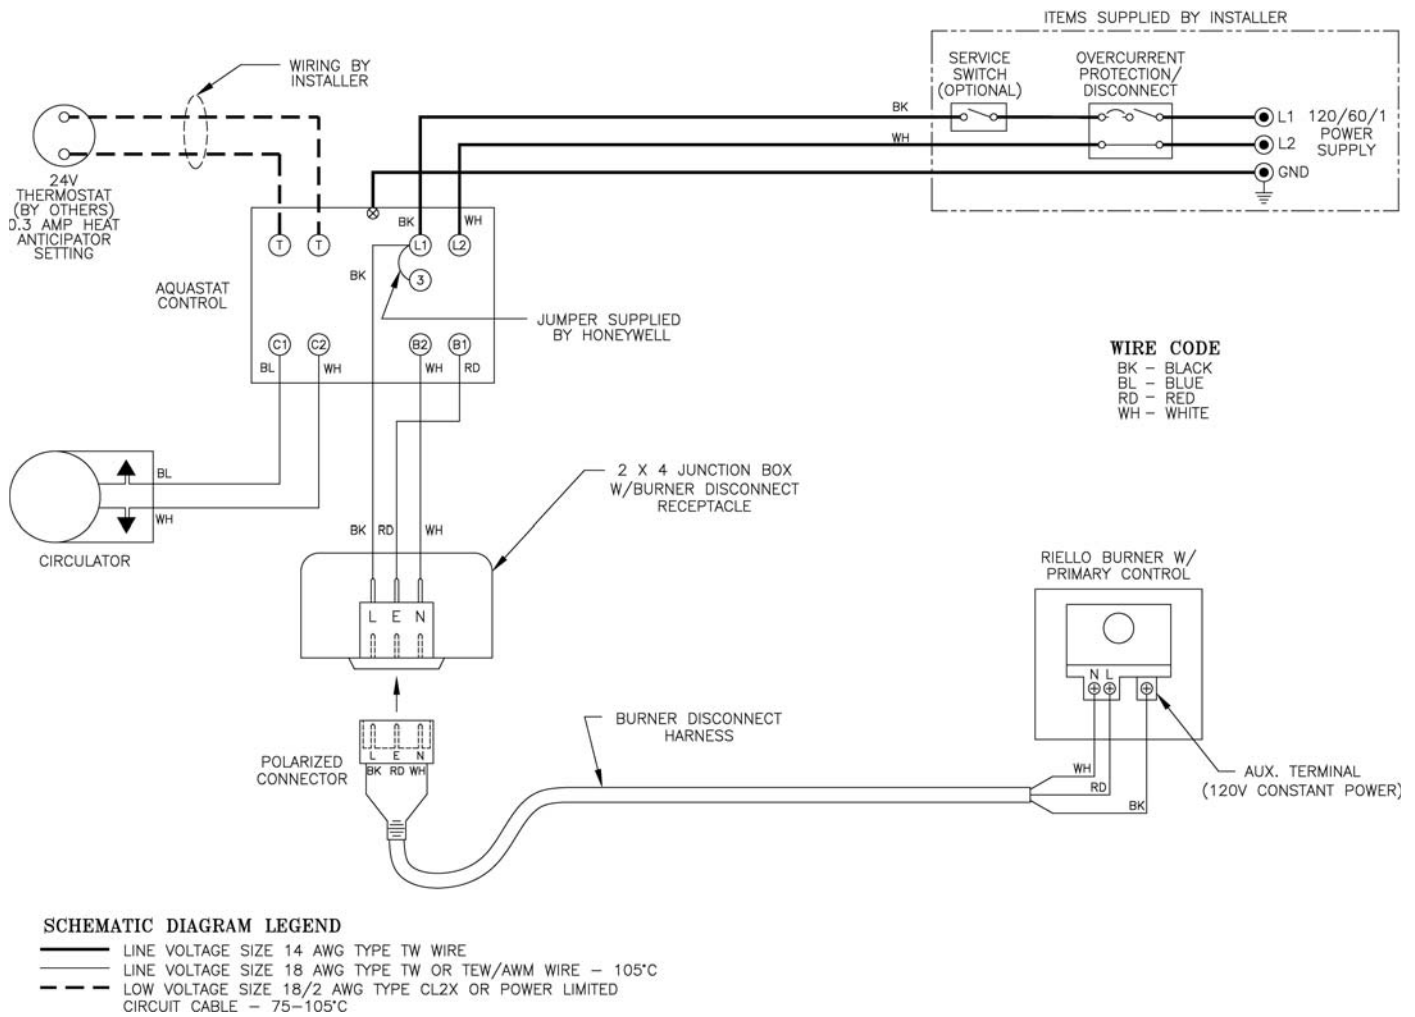 ITEMS SUPPLIED BY INSTALLER
SERVICE
SWITCH
(OPTIONAL)
OVERCURRENT
PROTECTION/
DISCONNECT
WIRING BY
INSTALLER
BK
WH
L1
L2
GND
120/60/1
POWER
SUPPLY
24V
THERMOSTAT
(BY OTHERS)
0.3 AMP HEAT
ANTICIPATOR
SETTING
BK
WH
T
T
L1
L2
BK
3
AQUASTAT
CONTROL
JUMPER SUPPLIED
BY HONEYWELL
C1
C2
B2
B1
BL
WH
WH
RD
WIRE CODE
BK - BLACK
BL - BLUE
RD - RED
WH - WHITE
BL
WH
CIRCULATOR
2 X 4 JUNCTION BOX
W/BURNER DISCONNECT
RECEPTACLE
BK
RD
WH
L E N
RIELLO BURNER W/
PRIMARY CONTROL
N L
BURNER DISCONNECT
HARNESS
POLARIZED
CONNECTOR
L E N
BK RD WH
WH
RD
BK
AUX. TERMINAL
(120V CONSTANT POWER)
SCHEMATIC DIAGRAM LEGEND
LINE VOLTAGE SIZE 14 AWG TYPE TW WIRE
LINE VOLTAGE SIZE 18 AWG TYPE TW OR TEW/AWM WIRE - 105°C
LOW VOLTAGE SIZE 18/2 AWG TYPE CL2X OR POWER LIMITED
CIRCUIT CABLE - 75-105°C